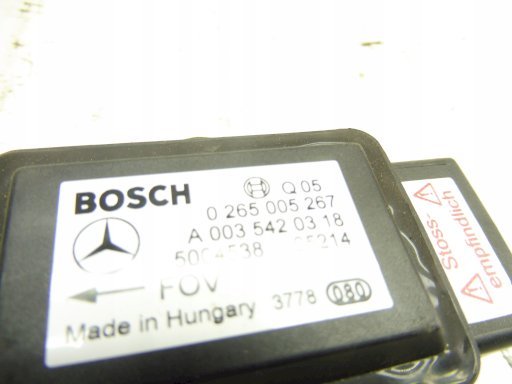 BOSCH Q 05
0 265 005 267
A 003 542 03 18
FOV
Made in Hungary 3778 080
Stoss-
empfindlich